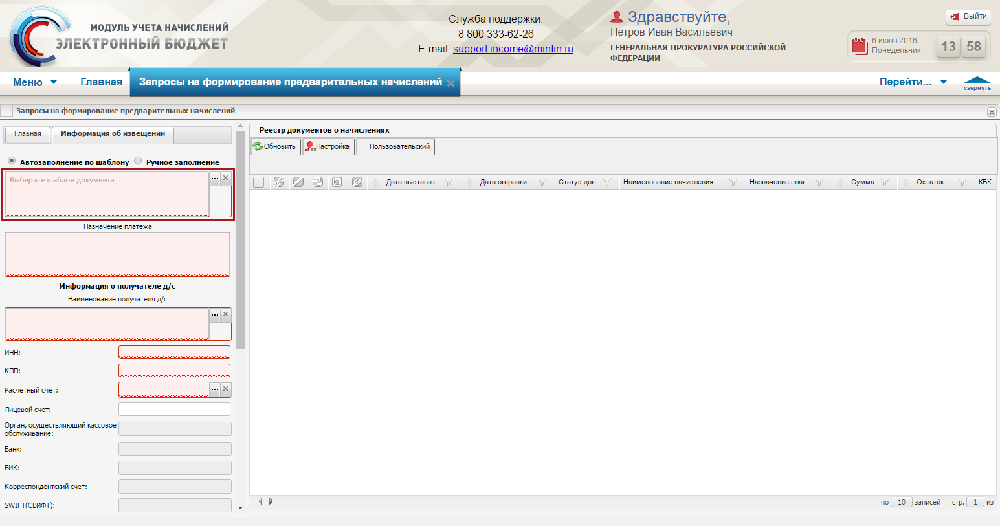 МОДУЛЬ УЧЕТА НАЧИСЛЕНИЙ
ЭЛЕКТРОННЫЙ БЮДЖЕТ
Служба поддержки:
8 800 333-62-26
E-mail: support.income@minfin.ru
Здравствуйте,
Петров Иван Васильевич
ГЕНЕРАЛЬНАЯ ПРОКУРАТУРА РОССИЙСКОЙ
ФЕДЕРАЦИИ
Выйти
6 июня 2016
Понедельник
13 58
Меню
Главная
Запросы на формирование предварительных начислений
Перейти...
свернуть
Запросы на формирование предварительных начислений
Главная
Информация об извещении
Автозаполнение по шаблону
Ручное заполнение
Выберите шаблон документа
...
Назначение платежа
Информация о получателе д/с
Наименование получателя д/с
...
ИНН:
КПП:
Расчетный счет:
...
Лицевой счет:
Орган, осуществляющий кассовое
обслуживание:
Банк:
БИК:
Корреспондентский счет:
SWIFT(СВИФТ):
Реестр документов о начислениях
Обновить
Настройка
Пользовательский
Дата выставле...
Дата отправки ...
Статус док...
Наименование начисления
Назначение плат...
Сумма
Остаток
КБК
по 10 записей
стр. 1 из